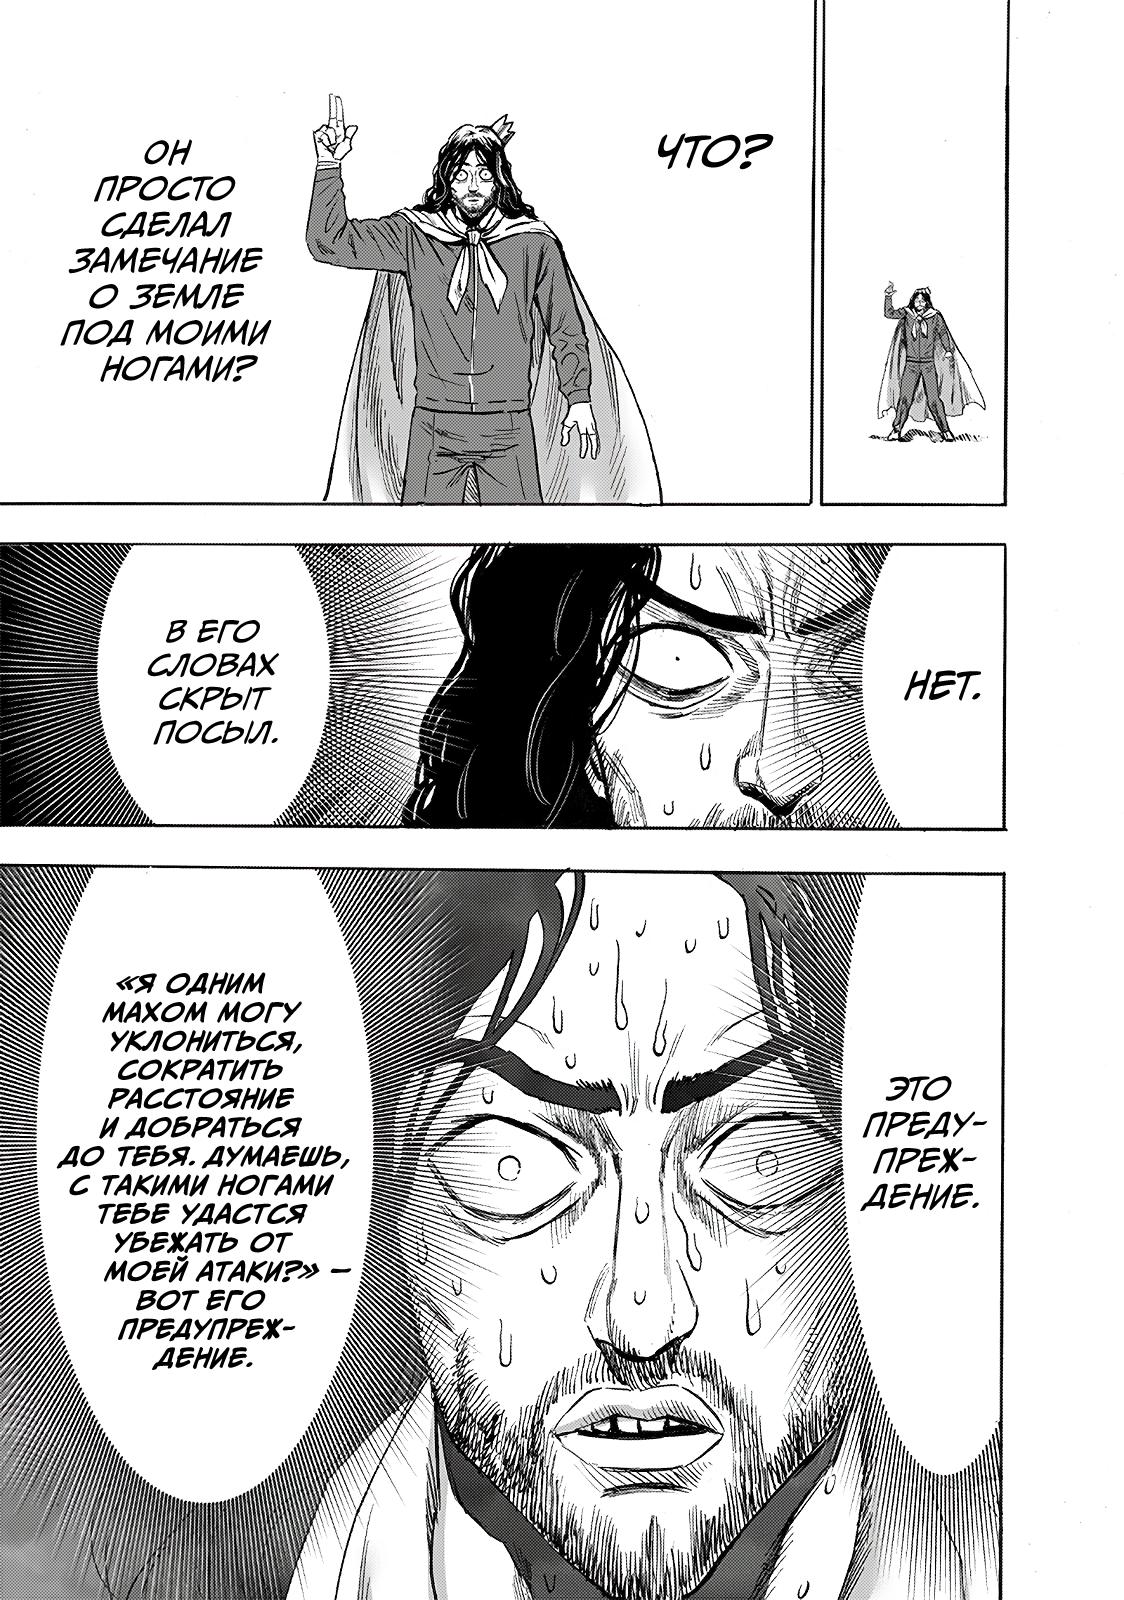 ЧТО?
ОН
ПРОСТО
СДЕЛАЛ
ЗАМЕЧАНИЕ
О ЗЕМЛЕ
ПОД МОИМИ
НОГАМИ?
НЕТ.
В ЕГО
СЛОВАХ
СКРЫТ
ПОСЫЛ.
ЭТО
ПРЕДУ-
ПРЕЖ-
ДЕНИЕ.
«Я ОДНИМ
МАХОМ МОГУ
УКЛОНИТЬСЯ,
СОКРАТИТЬ
РАССТОЯНИЕ
И ДОБРАТЬСЯ
ДО ТЕБЯ. ДУМАЕШЬ,
С ТАКИМИ НОГАМИ
ТЕБЕ УДАСТСЯ
УБЕЖАТЬ ОТ
МОЕЙ АТАКИ?» –
ВОТ ЕГО
ПРЕДУПРЕЖ-
ДЕНИЕ.